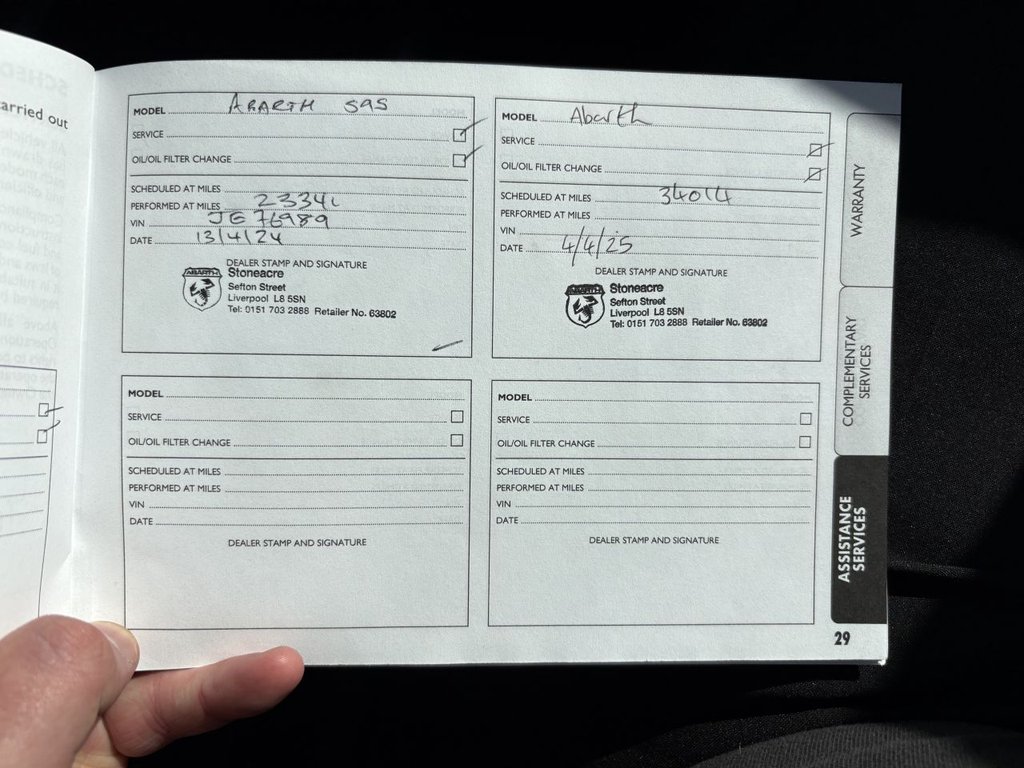 arried out
MODEL ABARTH 595
SERVICE
OIL/OIL FILTER CHANGE
SCHEDULED AT MILES
PERFORMED AT MILES 23341
VIN JG76989
DATE 13/4/24
DEALER STAMP AND SIGNATURE
ABARTH
Stoneacre
Sefton Street
Liverpool L8 5SN
Tel: 0151 703 2888 Retailer No. 63802
MODEL Abarth
SERVICE
OIL/OIL FILTER CHANGE
SCHEDULED AT MILES 34014
PERFORMED AT MILES
VIN
DATE 4/4/25
DEALER STAMP AND SIGNATURE
ABARTH
Stoneacre
Sefton Street
Liverpool L8 5SN
Tel: 0151 703 2888 Retailer No. 63802
MODEL
SERVICE
OIL/OIL FILTER CHANGE
SCHEDULED AT MILES
PERFORMED AT MILES
VIN
DATE
DEALER STAMP AND SIGNATURE
MODEL
SERVICE
OIL/OIL FILTER CHANGE
SCHEDULED AT MILES
PERFORMED AT MILES
VIN
DATE
DEALER STAMP AND SIGNATURE
WARRANTY
COMPLEMENTARY
SERVICES
ASSISTANCE
SERVICES
29